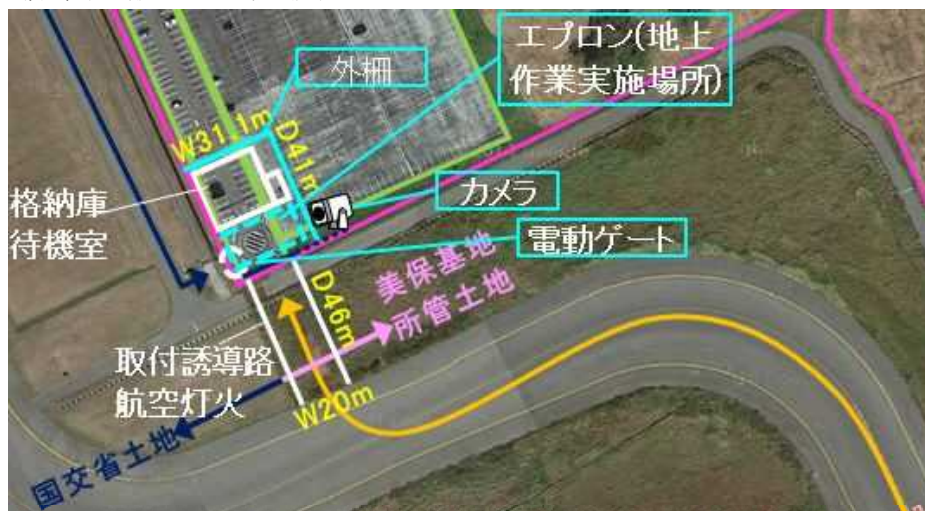 エプロン(地上
作業実施場所)
外柵
W31.1m
D41m
格納庫
待機室
カメラ
電動ゲート
D46m
美保基地
所管土地
取付誘導路
航空灯火
W20m
国交省土地